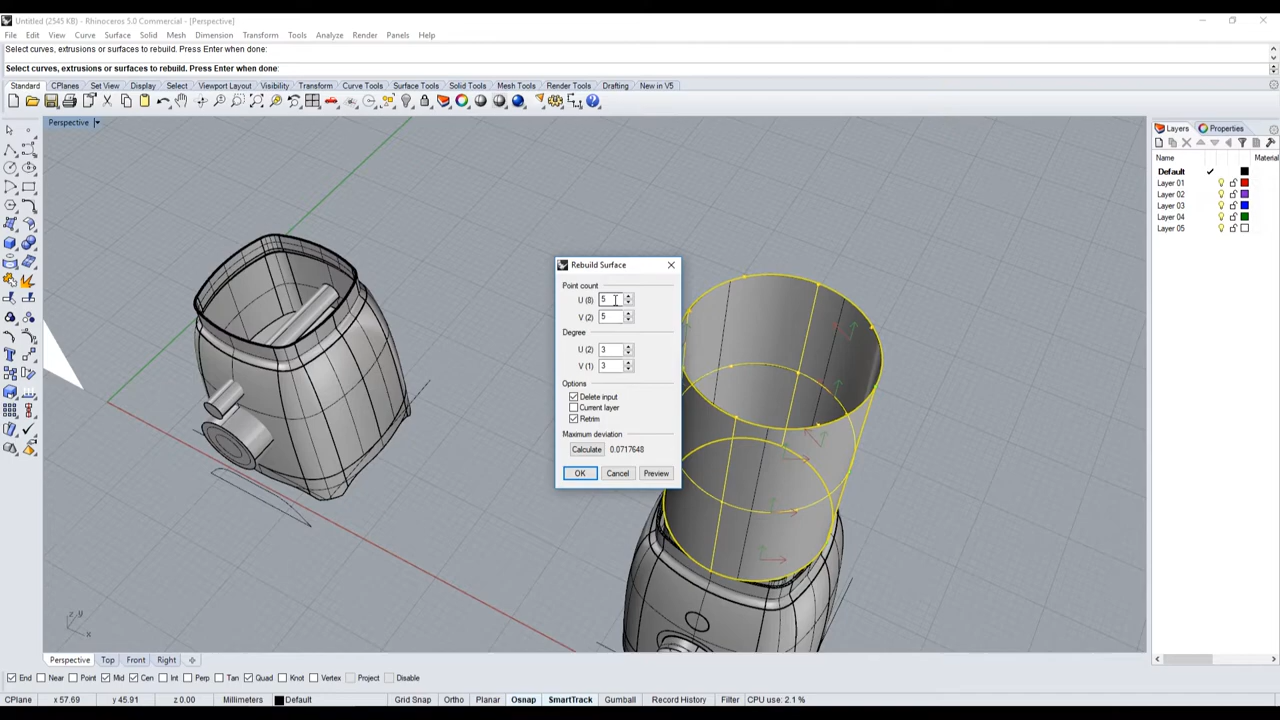 Untitled (2545 KB) - Rhinoceros 5.0 Commercial - [Perspective]
File Edit View Curve Surface Solid Mesh Dimension Transform Tools Analyze Render Panels Help
Select curves, extrusions or surfaces to rebuild. Press Enter when done:
Select curves, extrusions or surfaces to rebuild. Press Enter when done:
Standard CPlanes Set View Display Select Viewport Layout Visibility Transform Curve Tools Surface Tools Solid Tools Mesh Tools Render Tools Drafting New in V5
Perspective
Layers Properties
Name Material
Default
Layer 01
Layer 02
Layer 03
Layer 04
Layer 05
Rebuild Surface
Point count
U (8) 5
V (2) 5
Degree
U (2) 3
V (1) 3
Options
Delete input
Current layer
Retrim
Maximum deviation
Calculate 0.0717648
OK Cancel Preview
z y
x
Perspective Top Front Right
End Near Point Mid Cen Int Perp Tan Quad Knot Vertex Project Disable
CPlane x 57.69 y 45.91 z 0.00 Millimeters Default Grid Snap Ortho Planar Osnap SmartTrack Gumball Record History Filter CPU use: 2.1 %